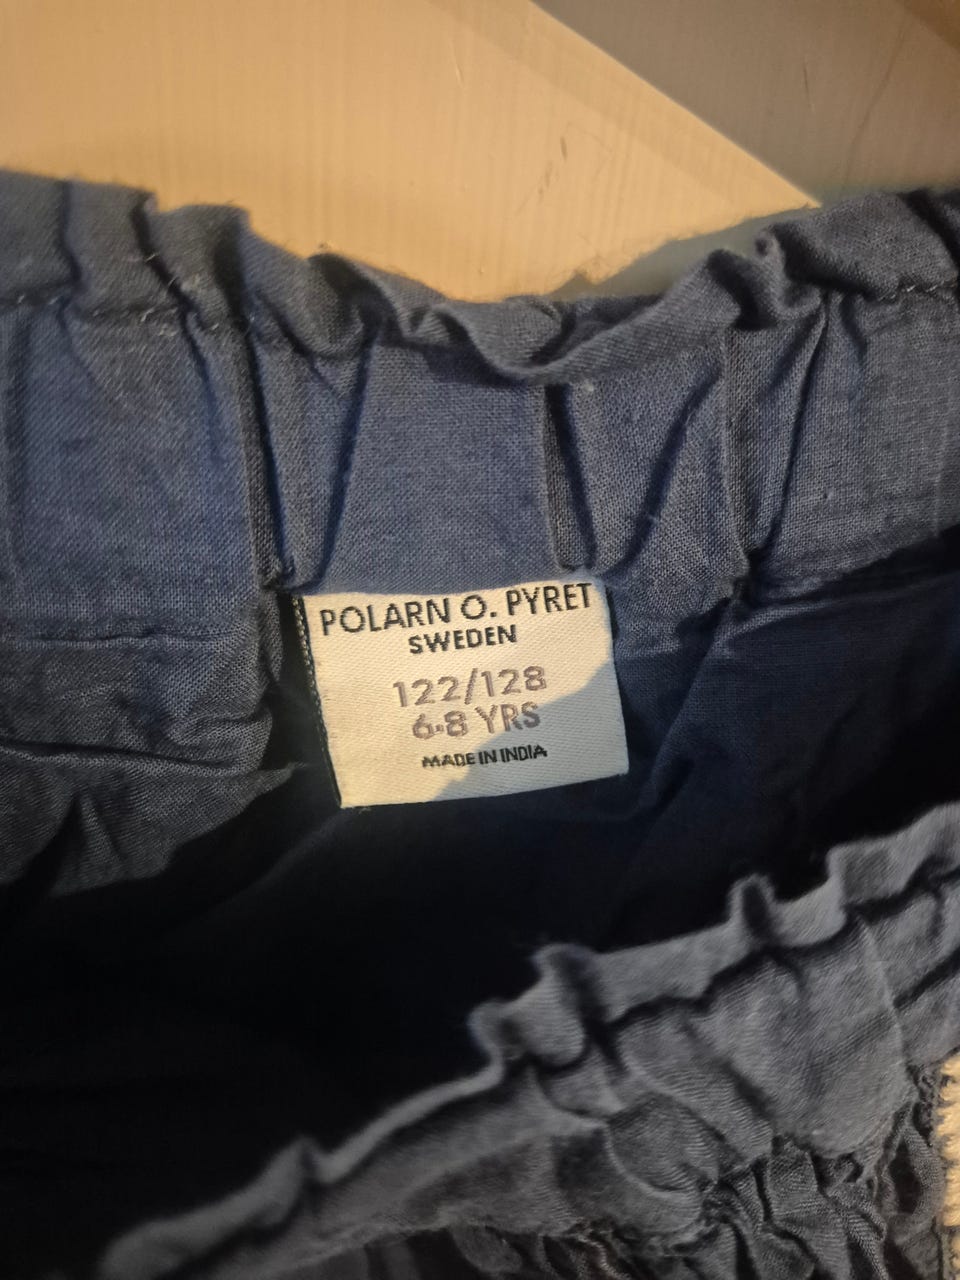 POLARN O. PYRET
SWEDEN
122/128
6-8 YRS
MADE IN INDIA